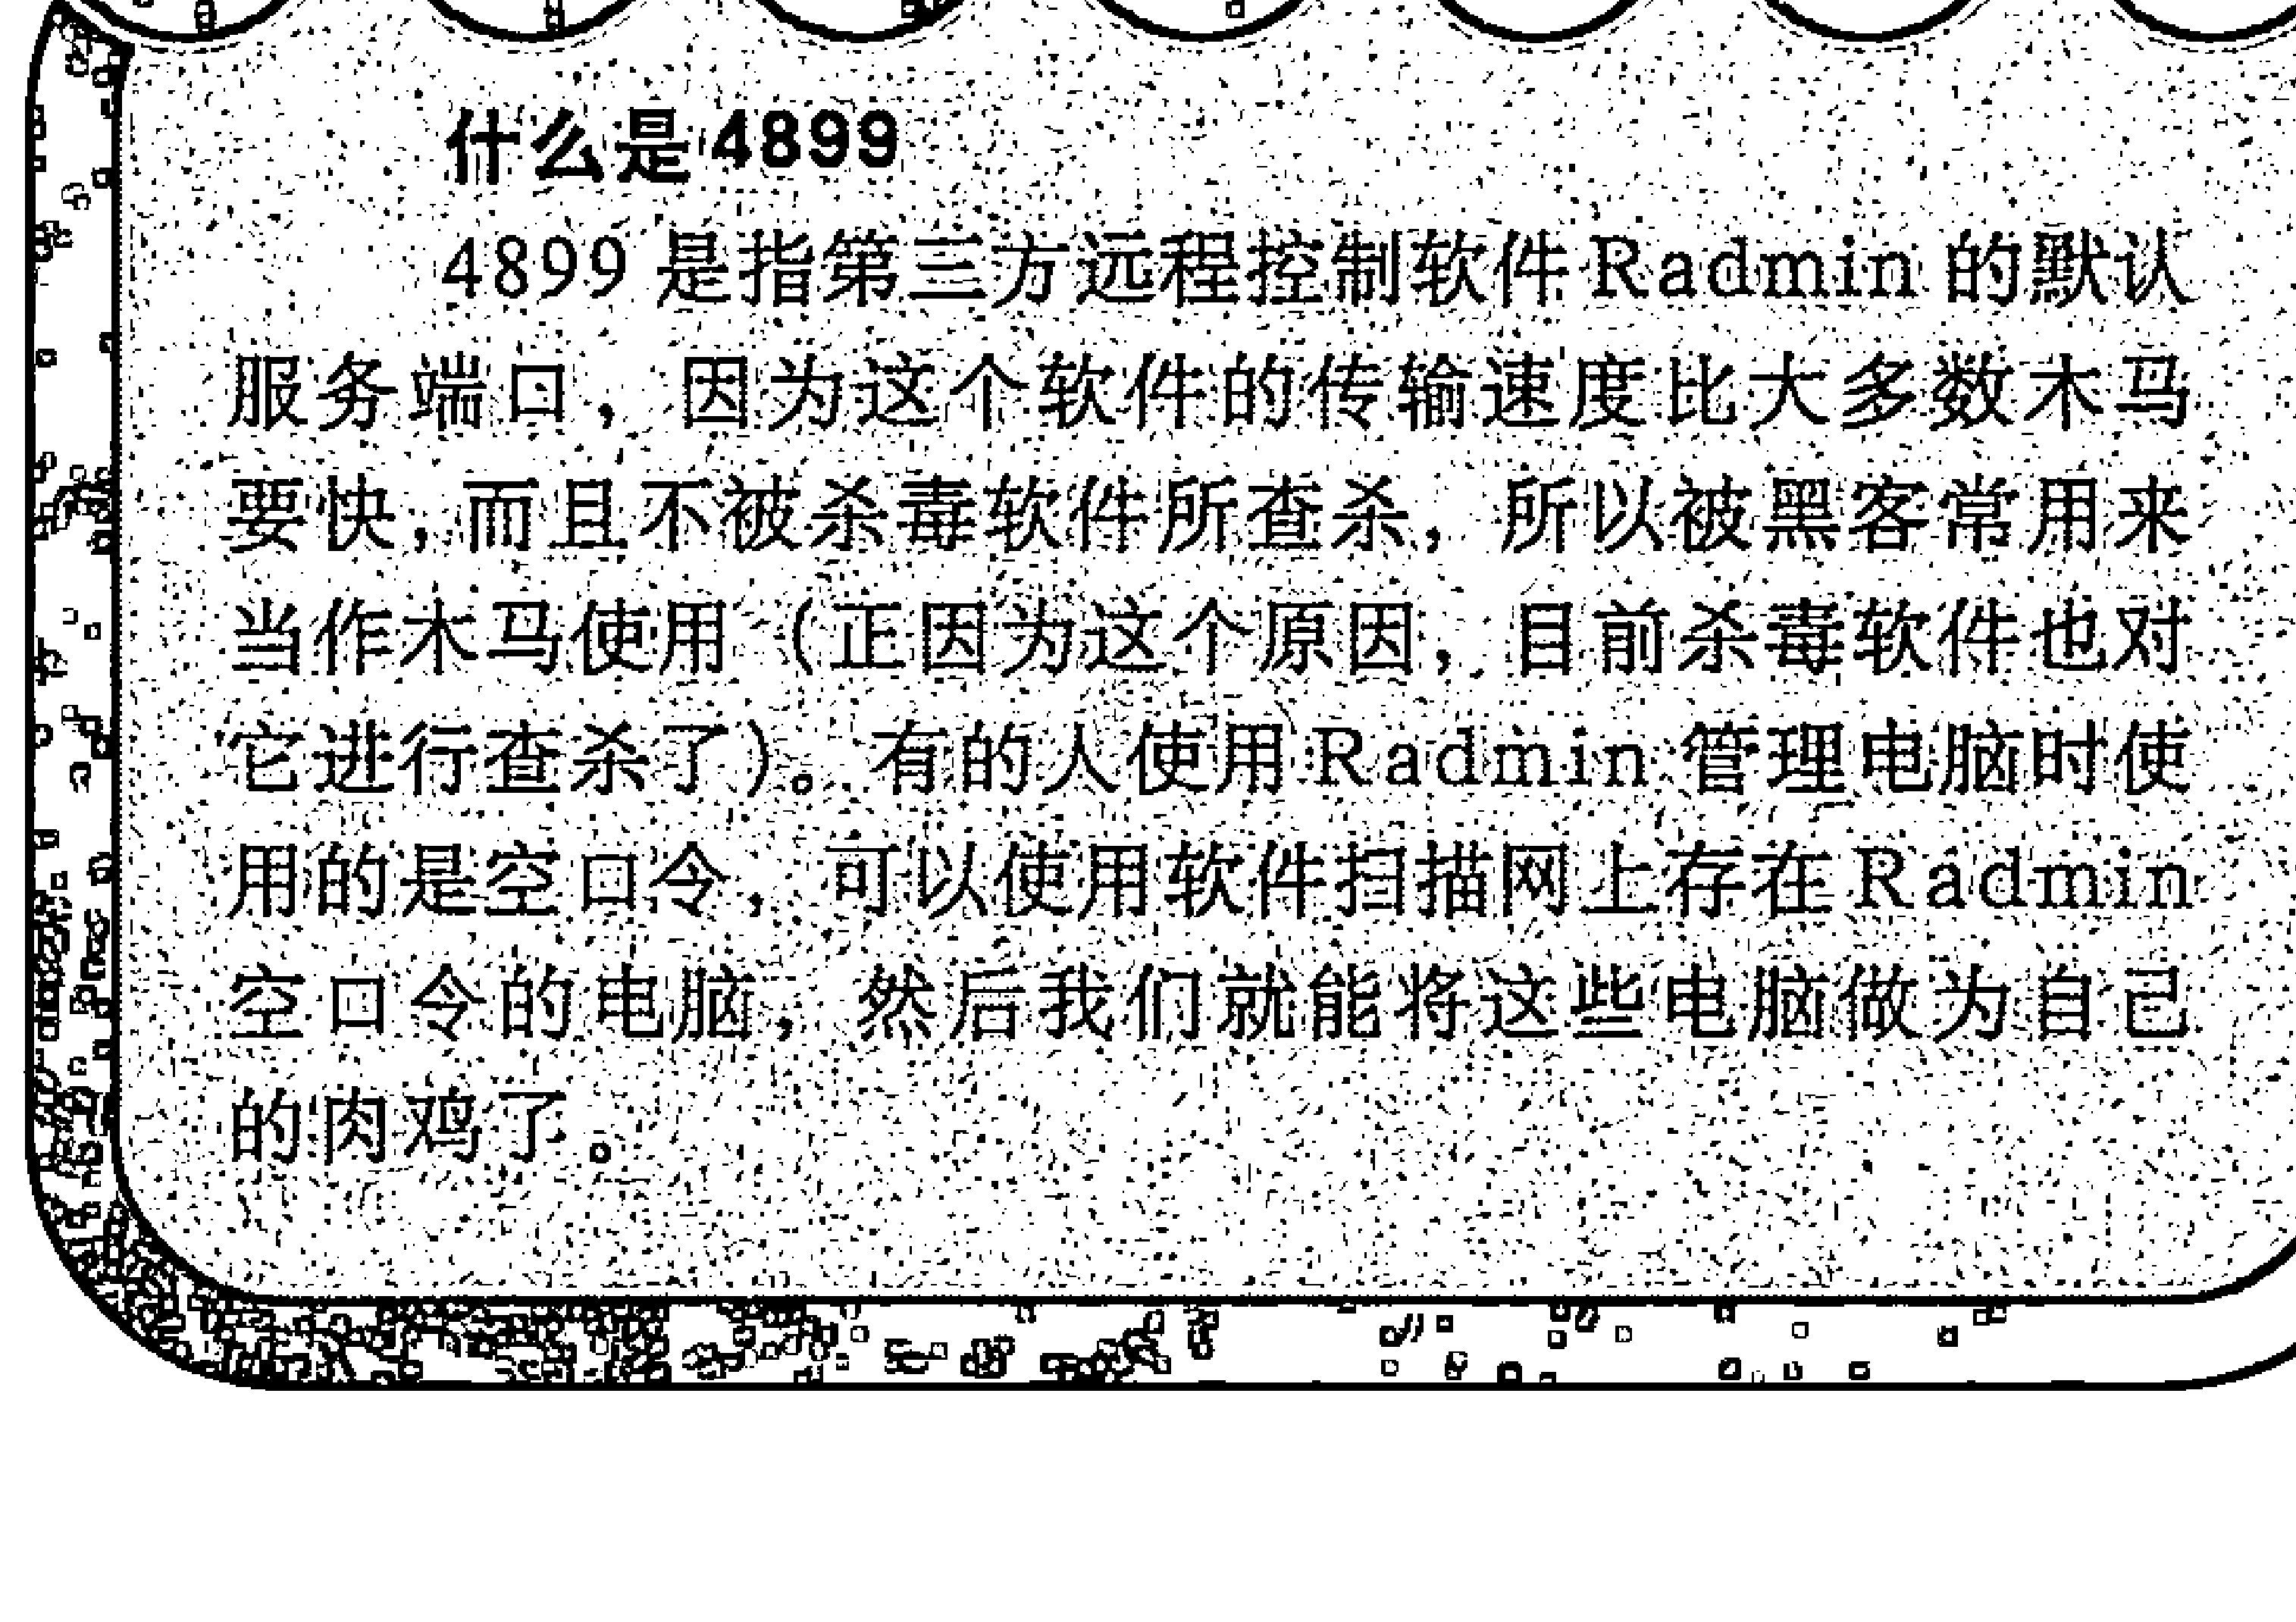 什么是4899
4899是指第三方远程控制软件Radmin的默认
服务端口，因为这个软件的传输速度比大多数木马
要快，而且不被杀毒软件所查杀，所以被黑客常用来
当作木马使用（正因为这个原因，目前杀毒软件也对
它进行查杀了）。有的人使用Radmin管理电脑时使
用的是空口令，可以使用软件扫描网上存在Radmin
空口令的电脑，然后我们就能将这些电脑做为自己
的肉鸡了。